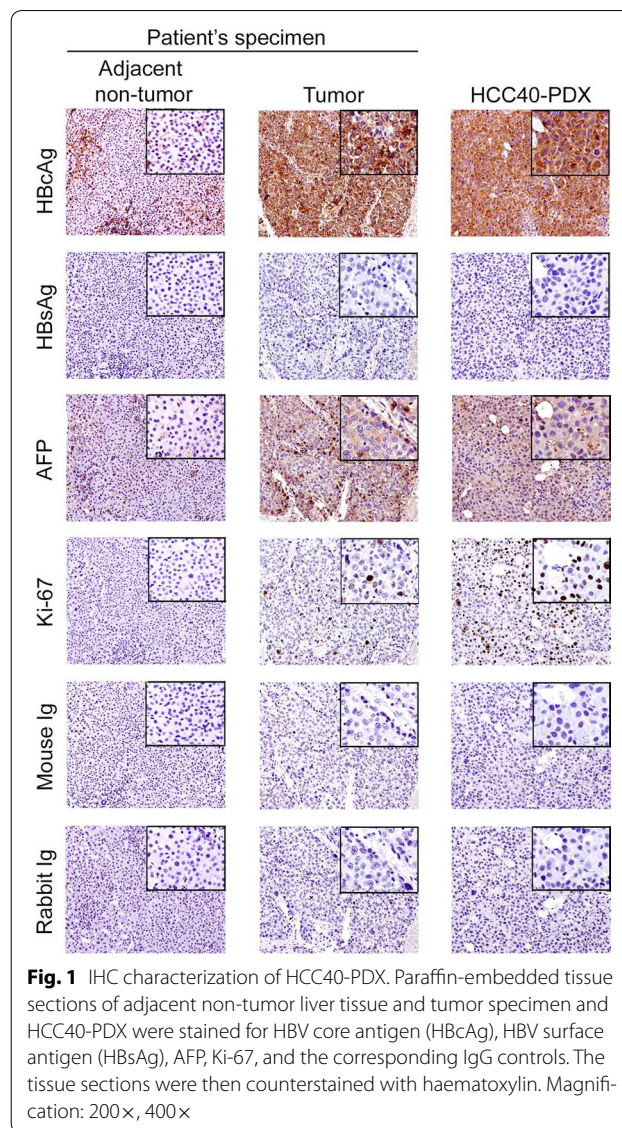 Patient's specimen
Adjacent
non-tumor
Tumor
HCC40-PDX
HBcAg
HBsAg
AFP
Ki-67
Mouse Ig
Rabbit Ig
Fig. 1 IHC characterization of HCC40-PDX. Paraffin-embedded tissue
sections of adjacent non-tumor liver tissue and tumor specimen and
HCC40-PDX were stained for HBV core antigen (HBcAg), HBV surface
antigen (HBsAg), AFP, Ki-67, and the corresponding IgG controls. The
tissue sections were then counterstained with haematoxylin. Magnifi-
cation: 200×, 400×